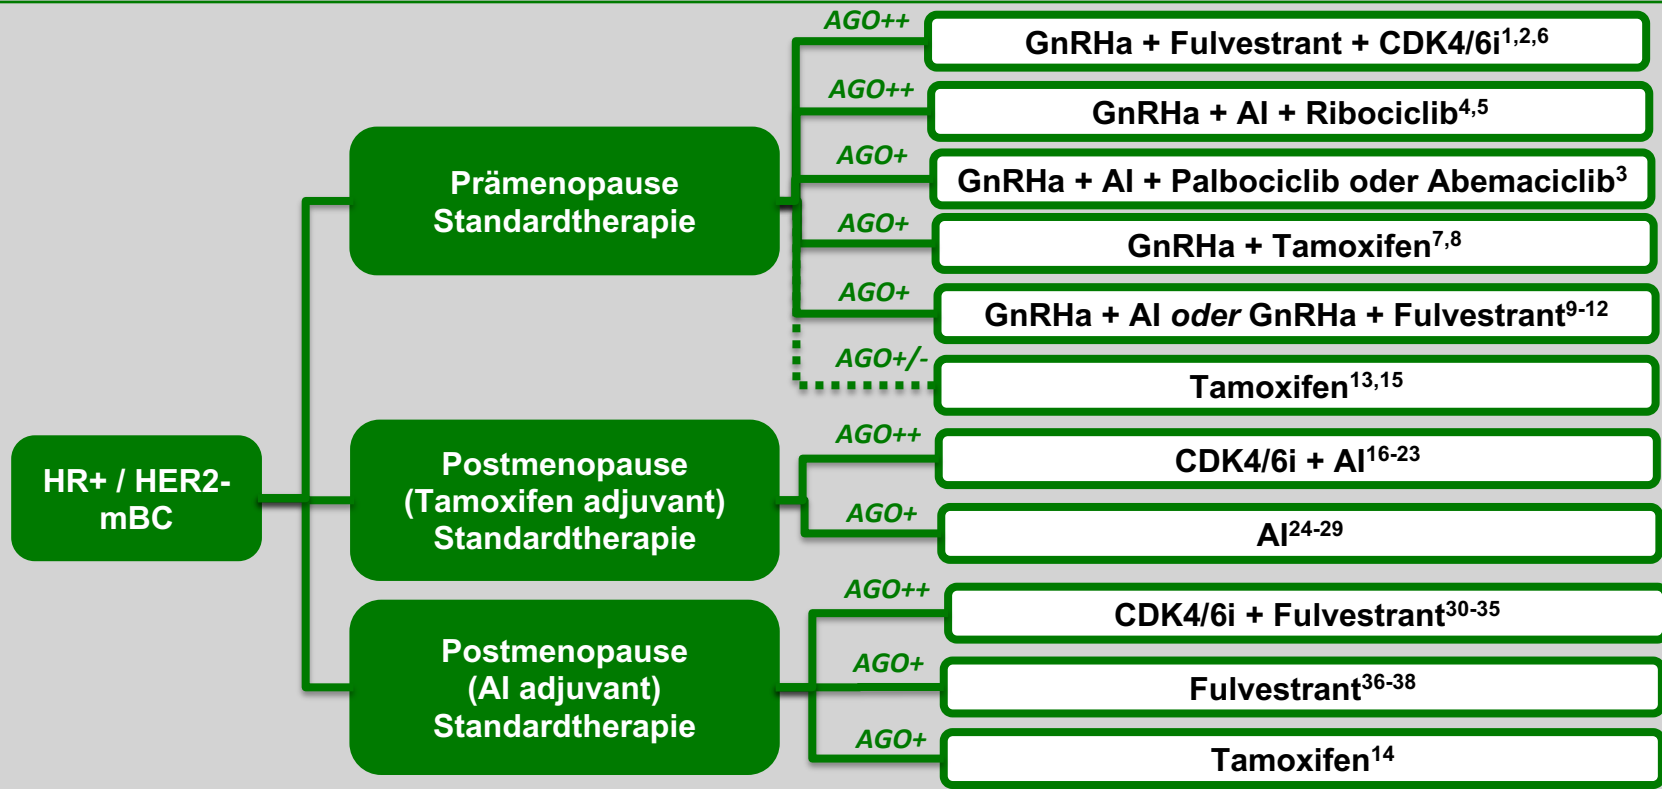 HR+ / HER2-
mBC
Prämenopause
Standardtherapie
AGO++
GnRHa + Fulvestrant + CDK4/6i1,2,6
AGO++
GnRHa + AI + Ribociclib4,5
AGO+
GnRHa + AI + Palbociclib oder Abemaciclib3
AGO+
GnRHa + Tamoxifen7,8
AGO+
GnRHa + AI oder GnRHa + Fulvestrant9-12
AGO+/-
Tamoxifen13,15
Postmenopause
(Tamoxifen adjuvant)
Standardtherapie
AGO++
CDK4/6i + AI16-23
AGO+
AI24-29
Postmenopause
(AI adjuvant)
Standardtherapie
AGO++
CDK4/6i + Fulvestrant30-35
AGO+
Fulvestrant36-38
AGO+
Tamoxifen14